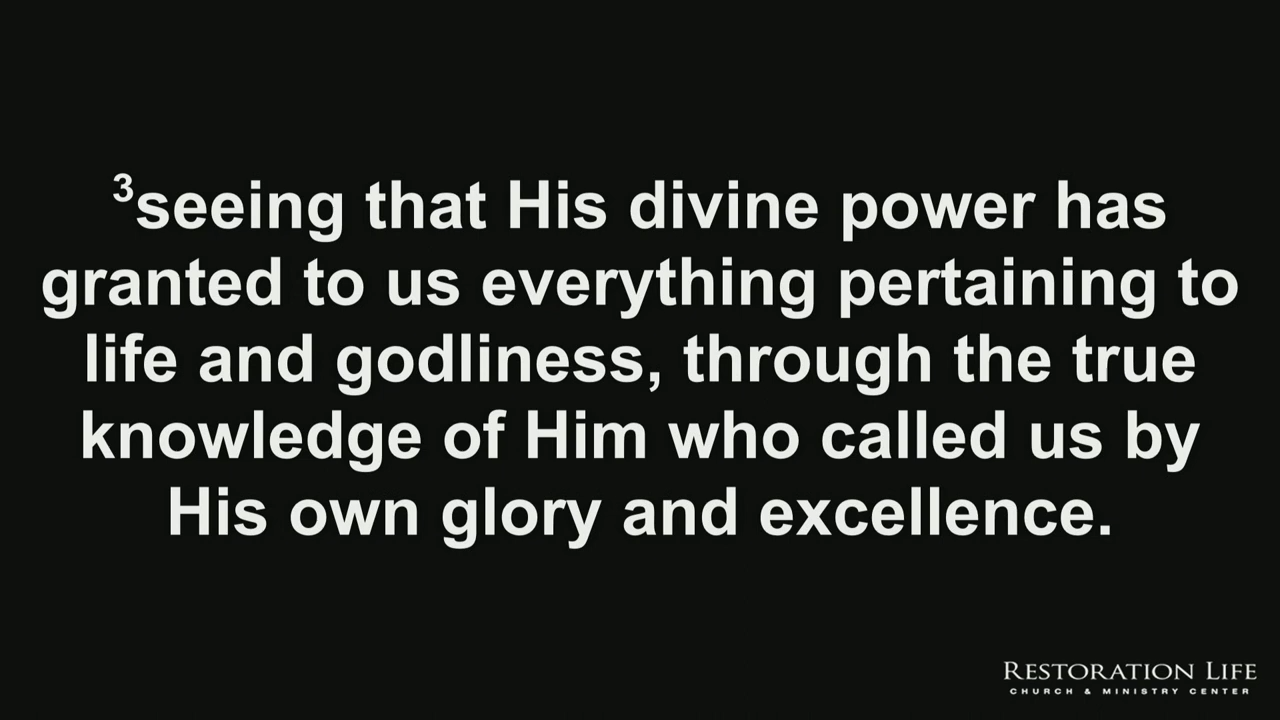 ³seeing that His divine power has
granted to us everything pertaining to
life and godliness, through the true
knowledge of Him who called us by
His own glory and excellence.
RESTORATION LIFE
CHURCH & MINISTRY CENTER